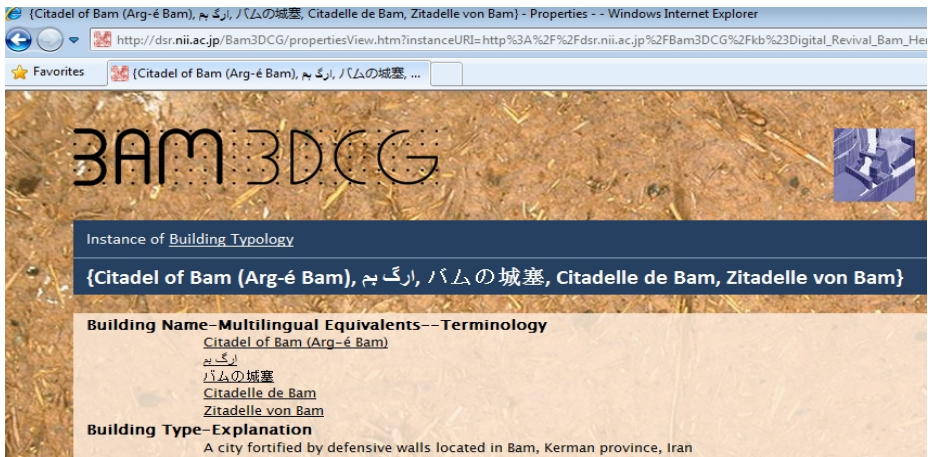 {Citadel of Bam (Arg-é Bam), ارگ بم, バムの城塞, Citadelle de Bam, Zitadelle von Bam} - Properties - - Windows Internet Explorer
http://dsr.nii.ac.jp/Bam3DCG/propertiesView.htm?instanceURI=http%3A%2F%2Fdsr.nii.ac.jp%2FBam3DCG%2Fkb%23Digital_Revival_Bam_Her
Favorites
{Citadel of Bam (Arg-é Bam), ارگ بم, バムの城塞, ...
BAM 3DCG
Instance of Building Typology
{Citadel of Bam (Arg-é Bam), ارگ بم, バムの城塞, Citadelle de Bam, Zitadelle von Bam}
Building Name-Multilingual Equivalents--Terminology
Citadel of Bam (Arg-é Bam)
ارگ بم
バムの城塞
Citadelle de Bam
Zitadelle von Bam
Building Type-Explanation
A city fortified by defensive walls located in Bam, Kerman province, Iran